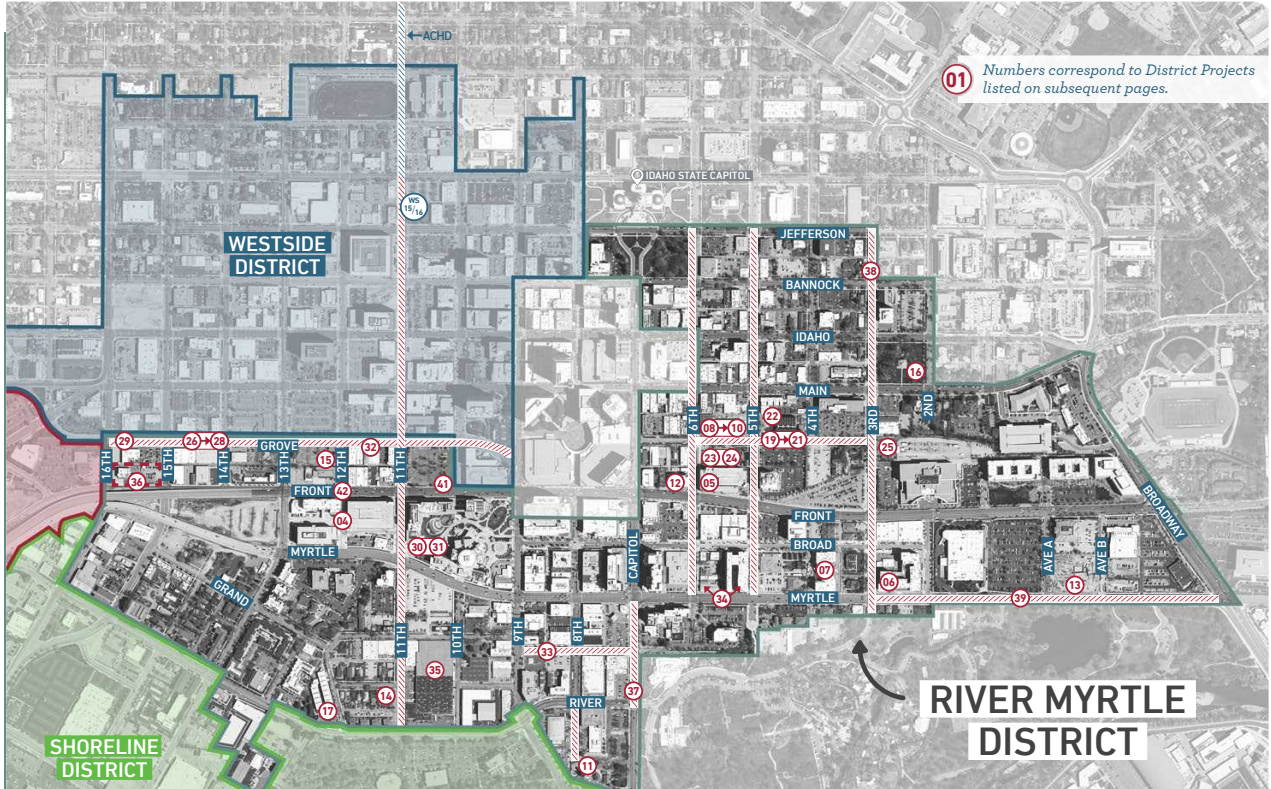 ←ACHD
01
Numbers correspond to District Projects
listed on subsequent pages.
IDAHO STATE CAPITOL
WS
15/16
WESTSIDE
DISTRICT
JEFFERSON
38
BANNOCK
IDAHO
16
MAIN
2ND
6TH
5TH
4TH
3RD
22
08→10
19→21
29
26→28
GROVE
32
25
16TH
15TH
14TH
13TH
15
12TH
11TH
23
24
36
41
12
05
FRONT
42
04
FRONT
BROADWAY
MYRTLE
30
31
BROAD
CAPITOL
07
AVE A
AVE B
06
13
GRAND
34
MYRTLE
39
11TH
10TH
9TH
8TH
33
35
14
37
RIVER
17
11
RIVER MYRTLE
DISTRICT
SHORELINE
DISTRICT